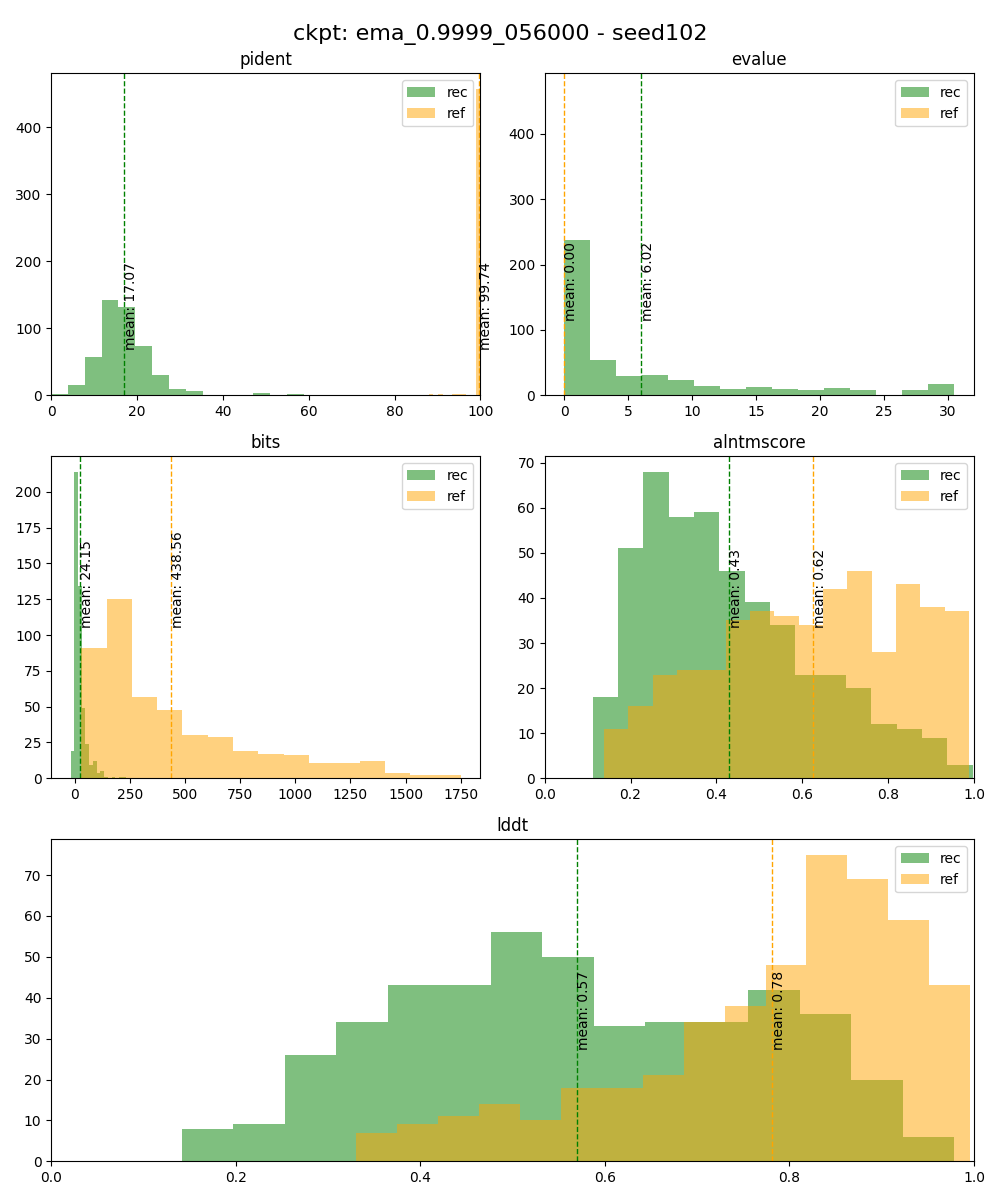 ckpt: ema_0.9999_056000 - seed102
pident
rec
ref
mean: 17.07
mean: 99.74
0
100
200
300
400
0 20 40 60 80 100
evalue
rec
ref
mean: 0.00
mean: 6.02
0
100
200
300
400
0 5 10 15 20 25 30
bits
rec
ref
mean: 24.15
mean: 438.56
0
25
50
75
100
125
150
175
200
0 250 500 750 1000 1250 1500 1750
alntmscore
rec
ref
mean: 0.43
mean: 0.62
0
10
20
30
40
50
60
70
0.0 0.2 0.4 0.6 0.8 1.0
lddt
rec
ref
mean: 0.57
mean: 0.78
0
10
20
30
40
50
60
70
0.0 0.2 0.4 0.6 0.8 1.0